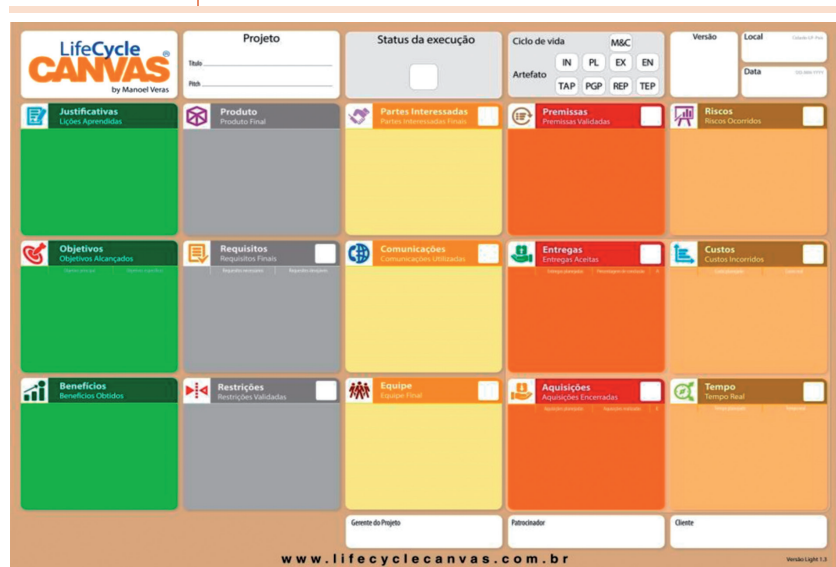 LifeCycle
CANVAS®
by Manoel Veras
Projeto
Título
Pitch
Status da execução
Ciclo de vida
M&C
IN PL EX EN
Artefato
TAP PGP REP TEP
Versão
Local
Data
Justificativas
Lições Aprendidas
Produto
Produto Final
Partes Interessadas
Partes Interessadas Finais
Premissas
Premissas Validadas
Riscos
Riscos Ocorridos
Objetivos
Objetivos Alcançados
Requisitos
Requisitos Finais
Comunicações
Comunicações Utilizadas
Entregas
Entregas Aceitas
Custos
Custos Incorridos
Benefícios
Benefícios Obtidos
Restrições
Restrições Validadas
Equipe
Equipe Final
Aquisições
Aquisições Encerradas
Tempo
Tempo Real
Gerente do Projeto
Patrocinador
Cliente
www.lifecyclecanvas.com.br
Versão Light 1.3